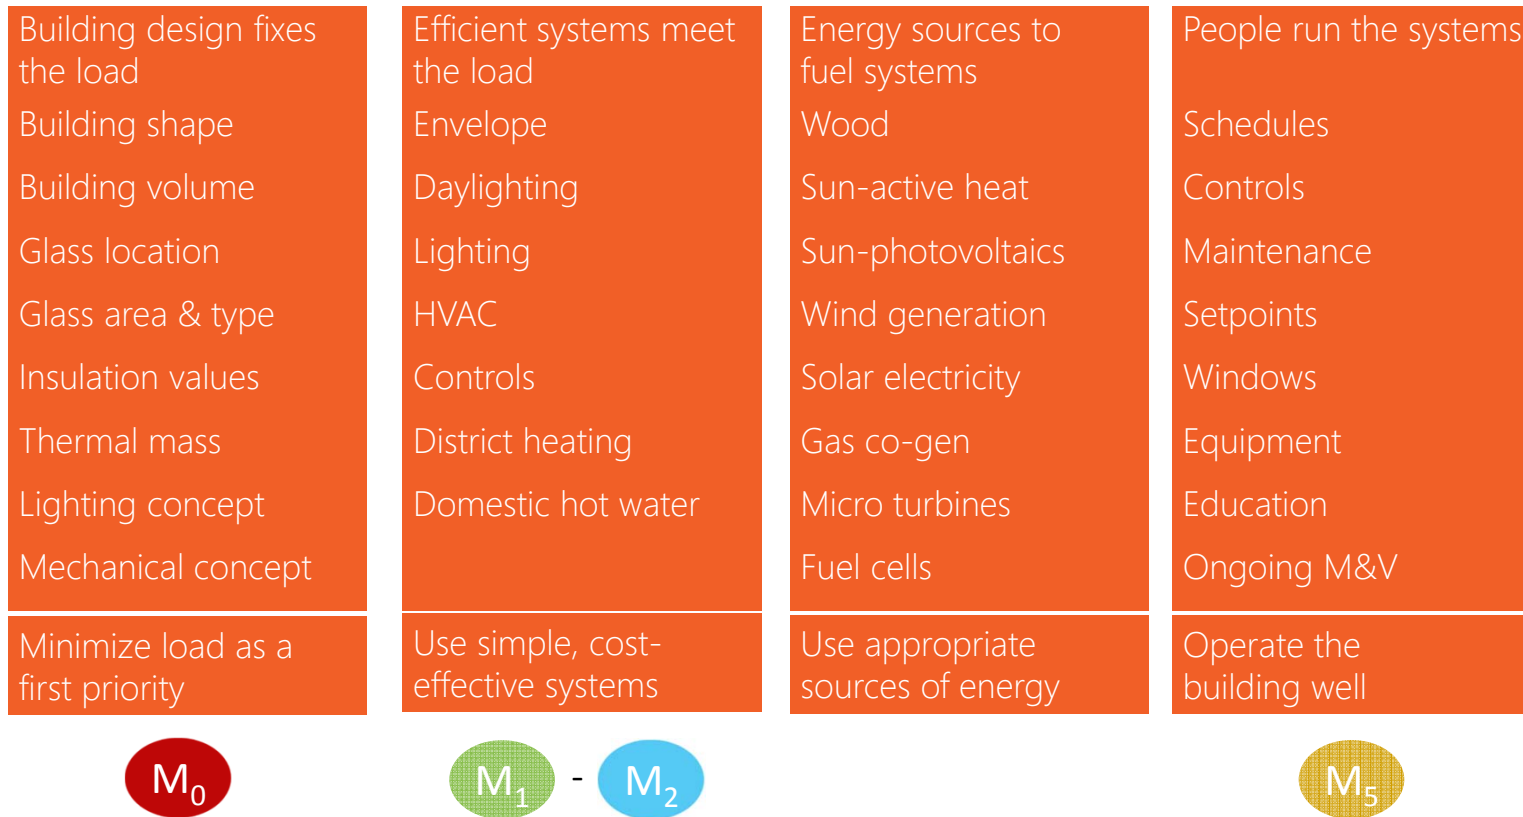 Building design fixes
the load
Building shape
Building volume
Glass location
Glass area & type
Insulation values
Thermal mass
Lighting concept
Mechanical concept
Minimize load as a
first priority
M0
Efficient systems meet
the load
Envelope
Daylighting
Lighting
HVAC
Controls
District heating
Domestic hot water
Use simple, cost-
effective systems
M1 - M2
Energy sources to
fuel systems
Wood
Sun-active heat
Sun-photovoltaics
Wind generation
Solar electricity
Gas co-gen
Micro turbines
Fuel cells
Use appropriate
sources of energy
People run the systems
Schedules
Controls
Maintenance
Setpoints
Windows
Equipment
Education
Ongoing M&V
Operate the
building well
M5